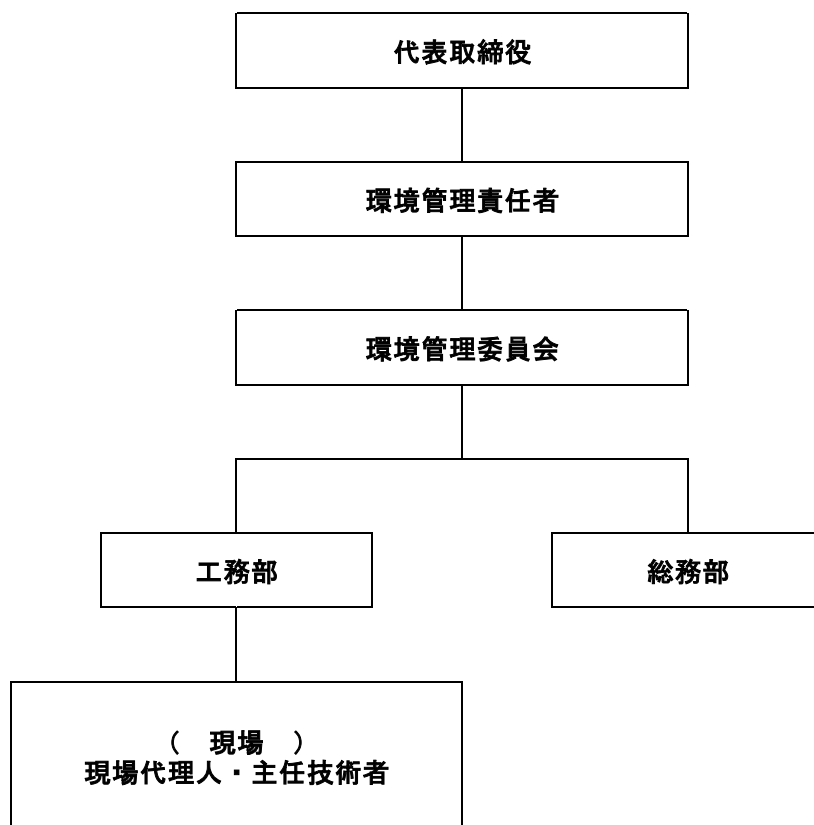 代表取締役
環境管理責任者
環境管理委員会
工務部
総務部
（　現場　）
現場代理人・主任技術者